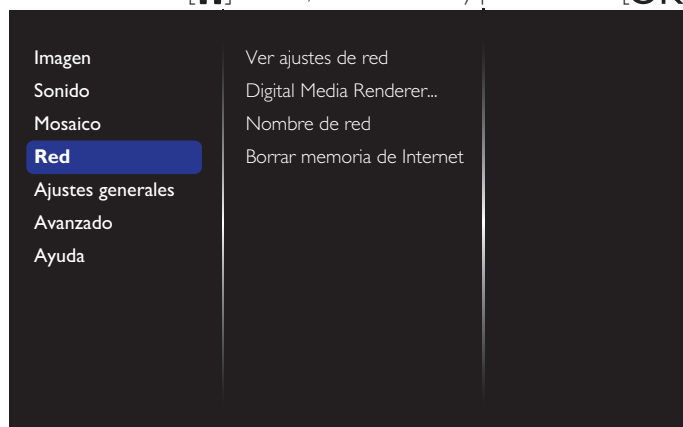 Imagen
Sonido
Mosaico
Red
Ajustes generales
Avanzado
Ayuda
Ver ajustes de red
Digital Media Renderer...
Nombre de red
Borrar memoria de Internet